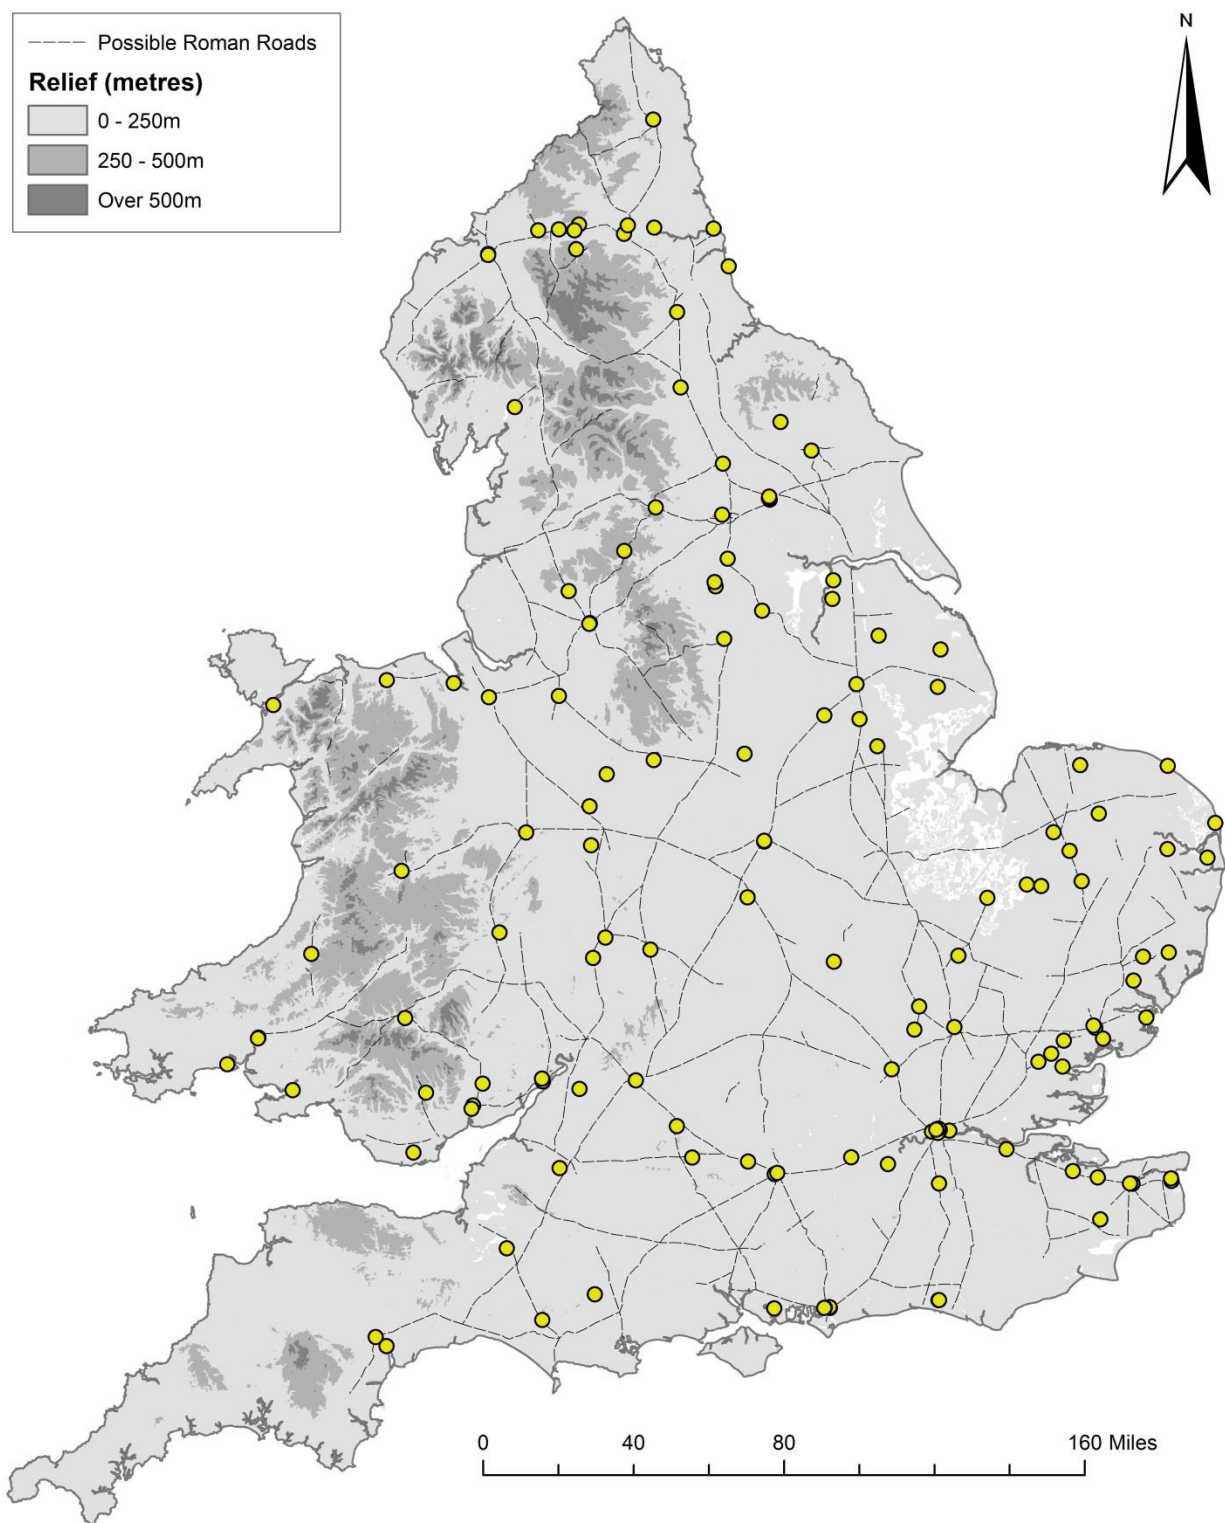 Possible Roman Roads
Relief (metres)
0 - 250m
250 - 500m
Over 500m
N
0 40 80 160 Miles